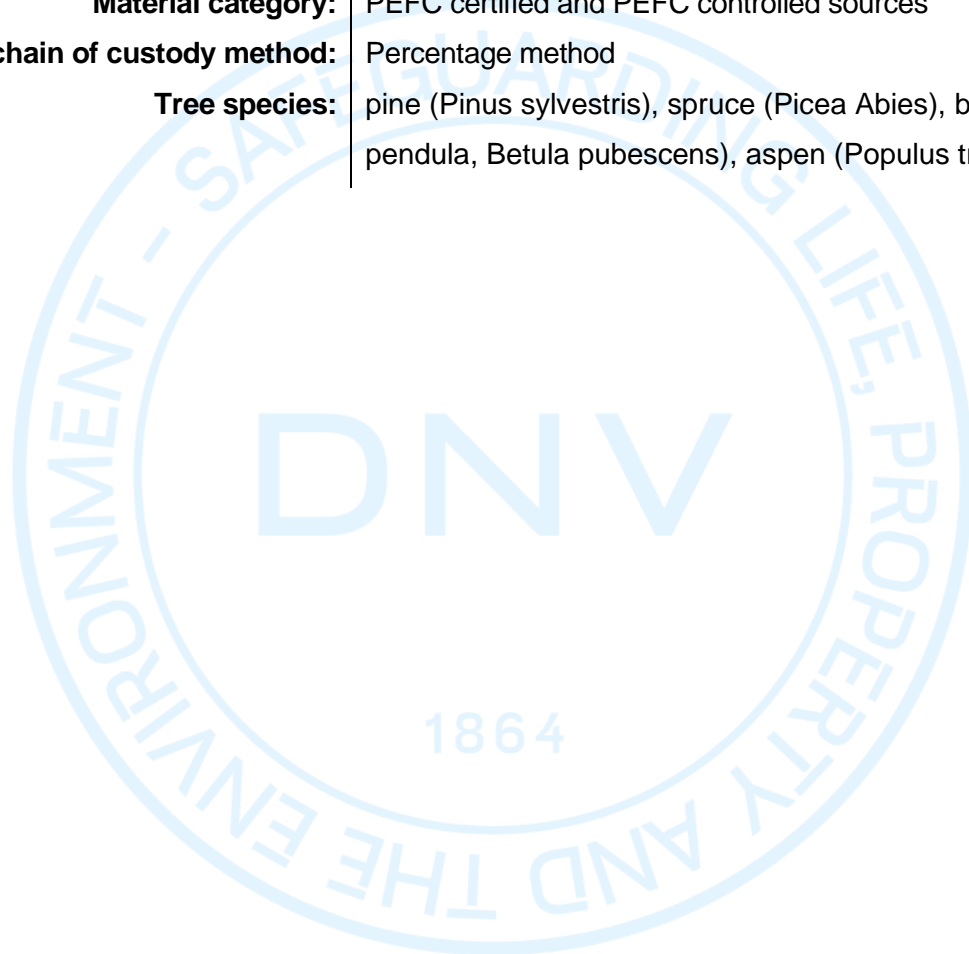 Material category: PEFC certified and PEFC controlled sources
chain of custody method: Percentage method
Tree species: pine (Pinus sylvestris), spruce (Picea Abies), b
pendula, Betula pubescens), aspen (Populus t
SAFEGUARDING LIFE, PROPERTY AND THE ENVIRONMENT -
DNV
1864